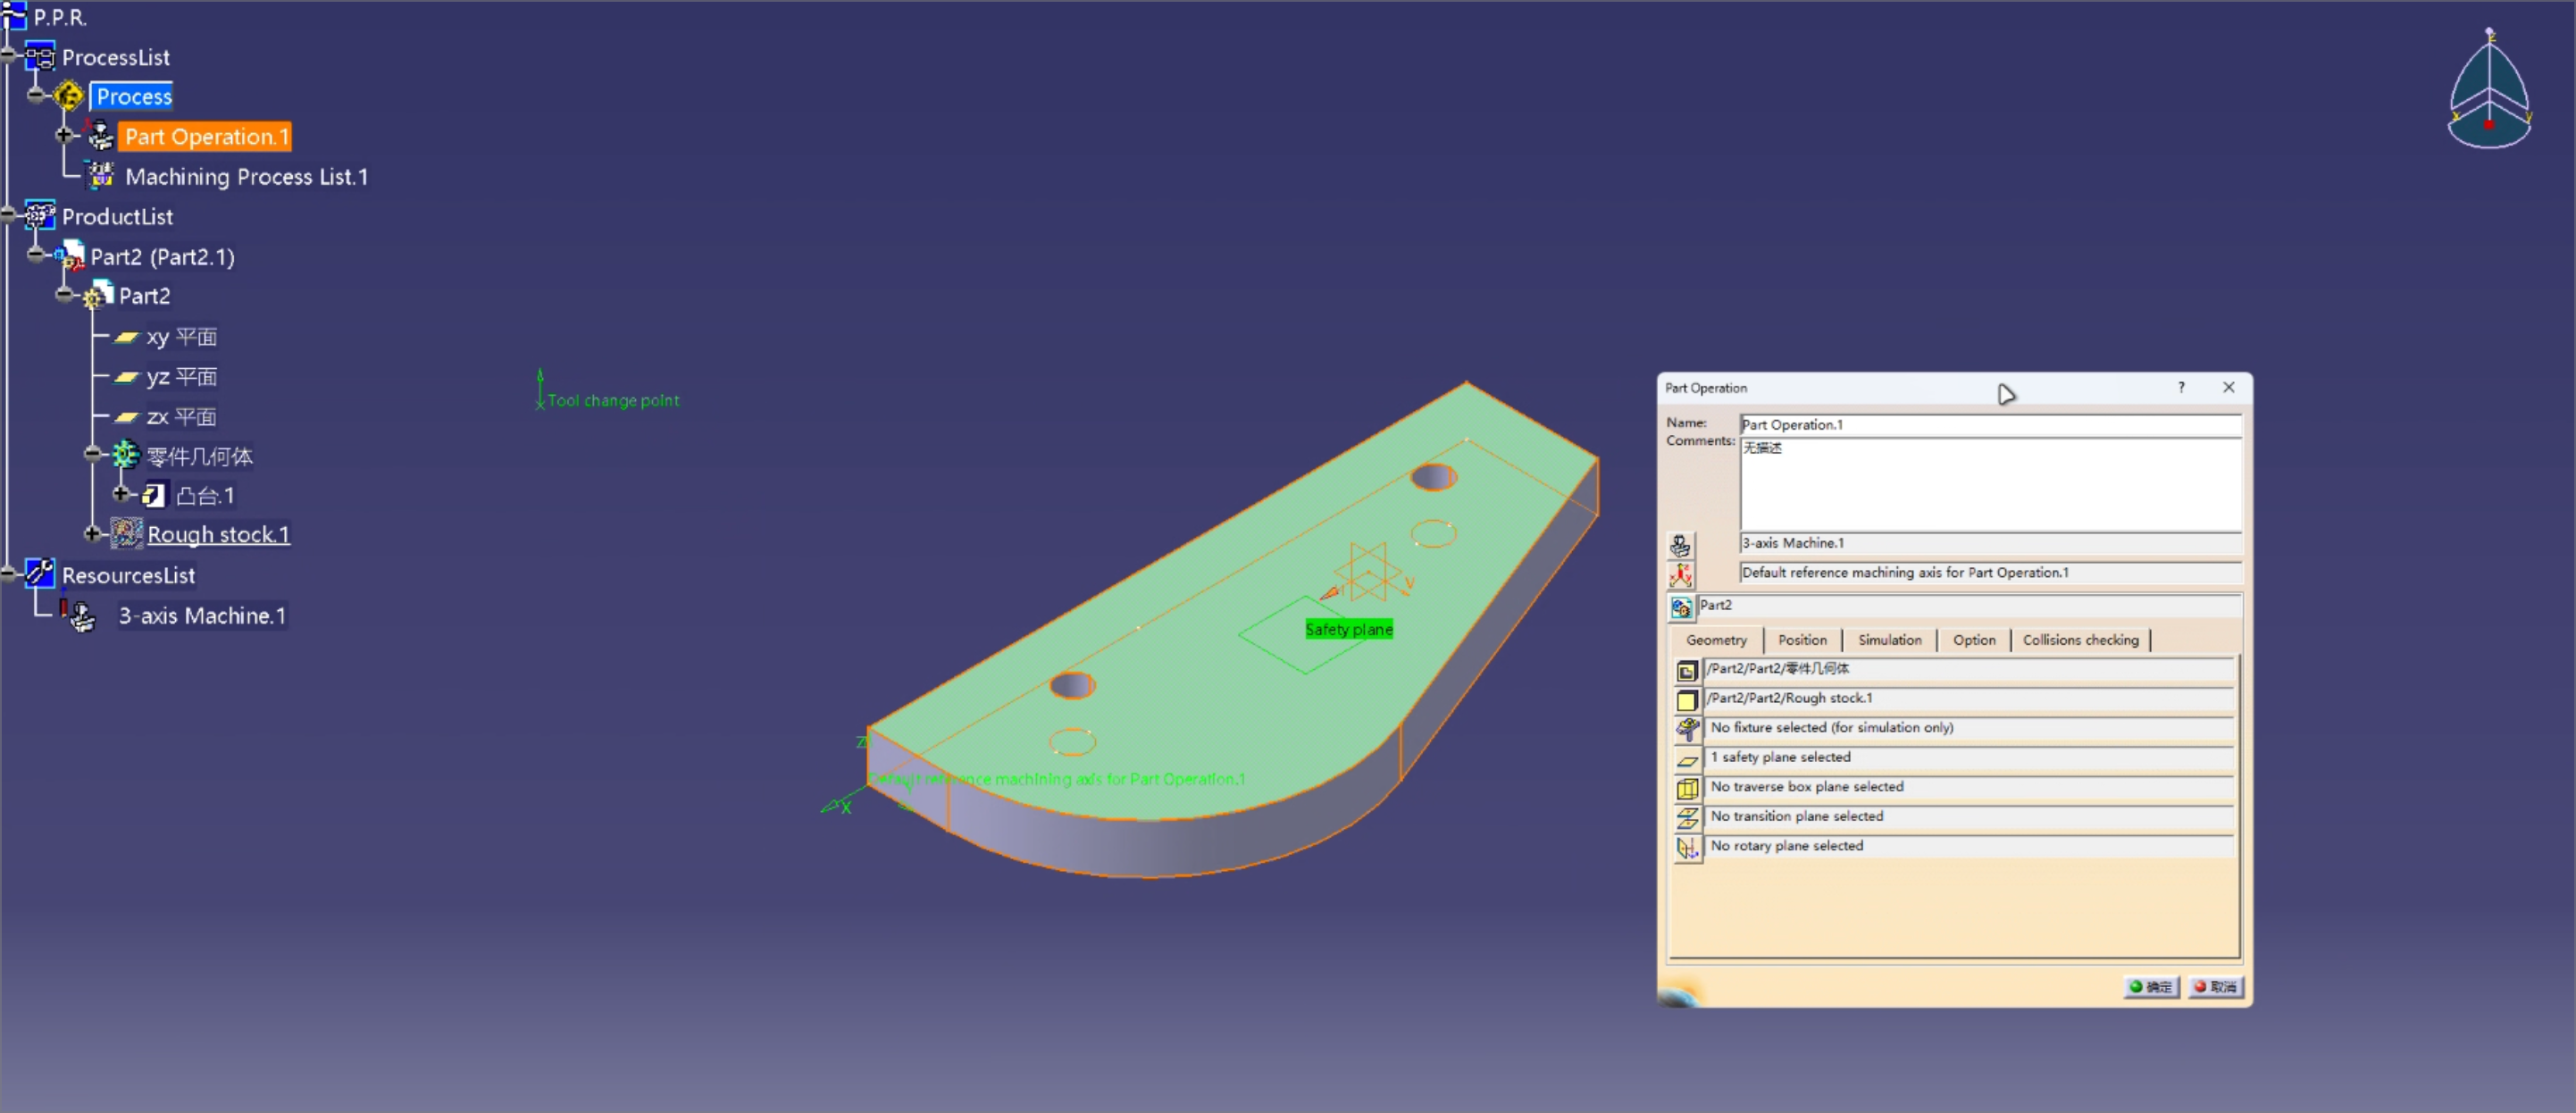 P.P.R.
ProcessList
Process
Part Operation.1
Machining Process List.1
ProductList
Part2 (Part2.1)
Part2
xy 平面
yz 平面
zx 平面
零件几何体
凸台.1
Rough stock.1
ResourcesList
3-axis Machine.1
z
x
y
Tool change point
V
Safety plane
Z
Default reference machining axis for Part Operation.1
X
Part Operation
?
Name:
Part Operation.1
Comments:
无描述
3-axis Machine.1
Default reference machining axis for Part Operation.1
Part2
Geometry
Position
Simulation
Option
Collisions checking
/Part2/Part2/零件几何体
/Part2/Part2/Rough stock.1
No fixture selected (for simulation only)
1 safety plane selected
No traverse box plane selected
No transition plane selected
No rotary plane selected
确定
取消